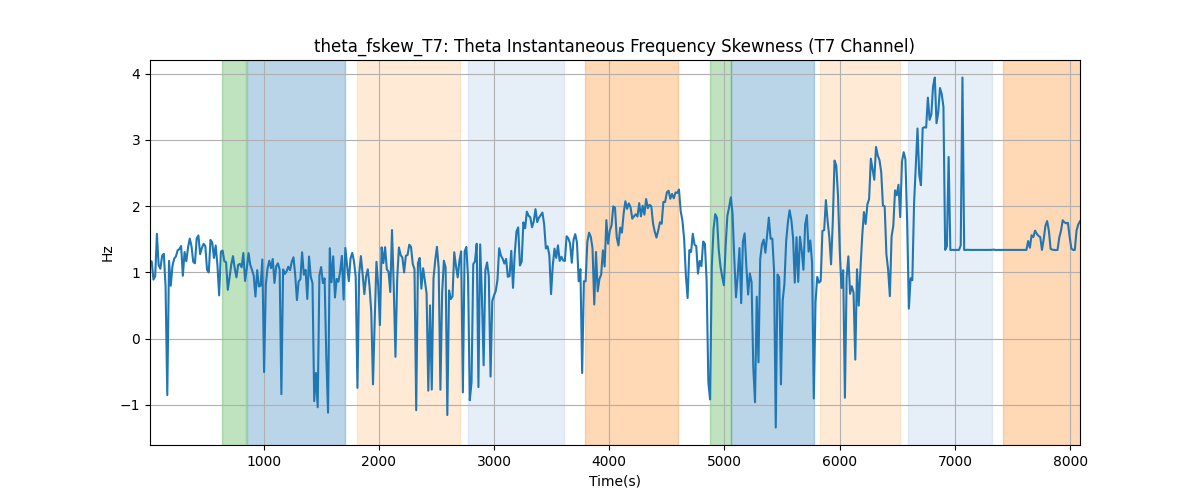 theta_fskew_T7: Theta Instantaneous Frequency Skewness (T7 Channel)
4
3
2
1
0
−1
Hz
1000 2000 3000 4000 5000 6000 7000 8000
Time(s)